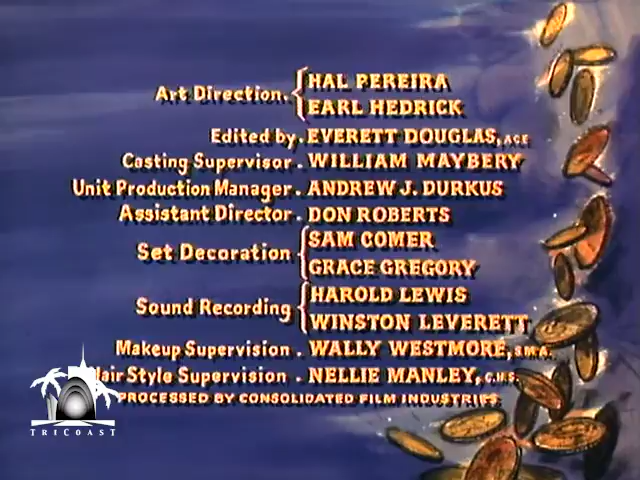 Art Direction. HAL PEREIRA
EARL HEDRICK
Edited by. EVERETT DOUGLAS, A.C.E.
Casting Supervisor . WILLIAM MAYBERY
Unit Production Manager. ANDREW J. DURKUS
Assistant Director . DON ROBERTS
Set Decoration SAM COMER
GRACE GREGORY
Sound Recording HAROLD LEWIS
WINSTON LEVERETT
Makeup Supervision . WALLY WESTMORE, S.M.A.
Hair Style Supervision . NELLIE MANLEY, C.H.S.
PROCESSED BY CONSOLIDATED FILM INDUSTRIES
TRICOAST